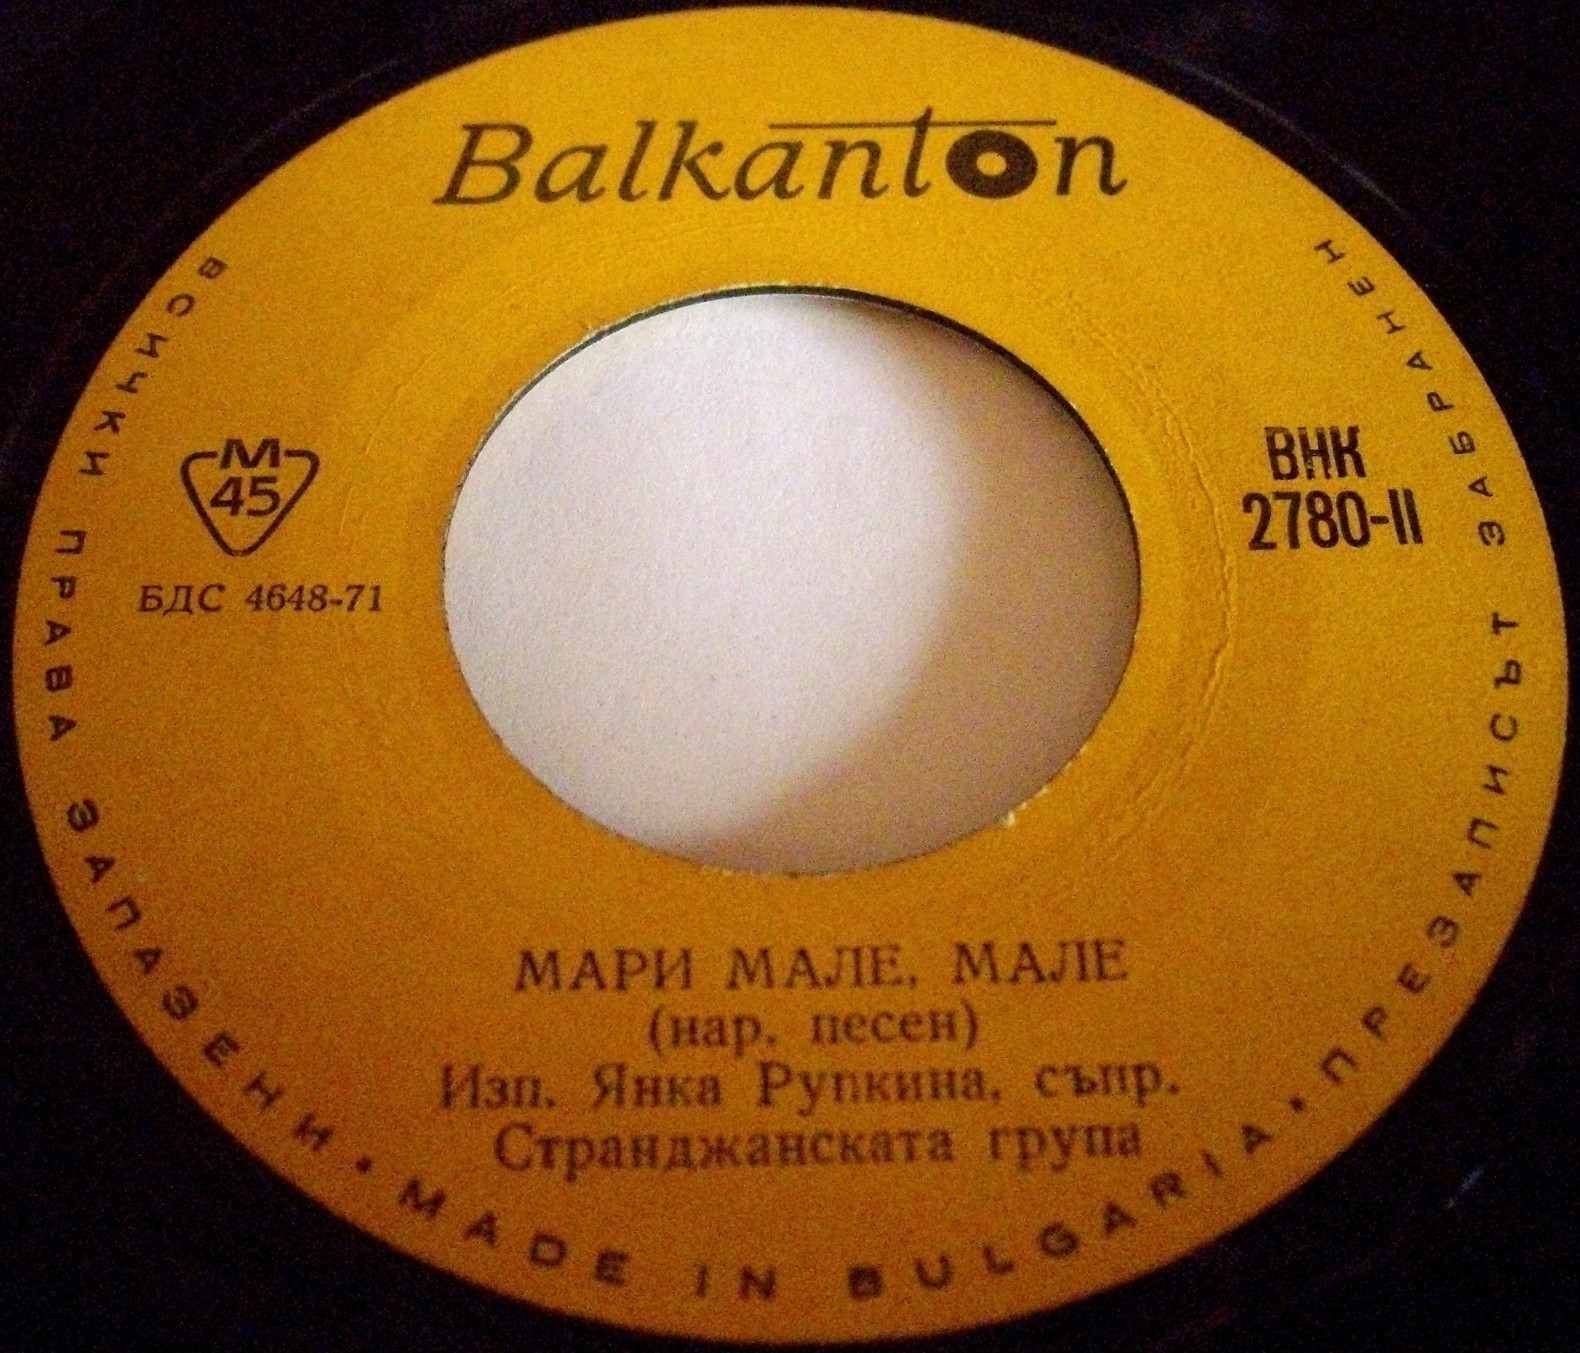 Balkanton
ВСИЧКИ ПРАВА ЗАПАЗЕНИ • MADE IN BULGARIA • ПРЕЗАПИСЪТ ЗАБРАНЕН
М
45
БДС 4648-71
ВНК
2780-II
МАРИ МАЛЕ, МАЛЕ
(нар. песен)
Изп. Янка Рупкина, съпр.
Странджанската група